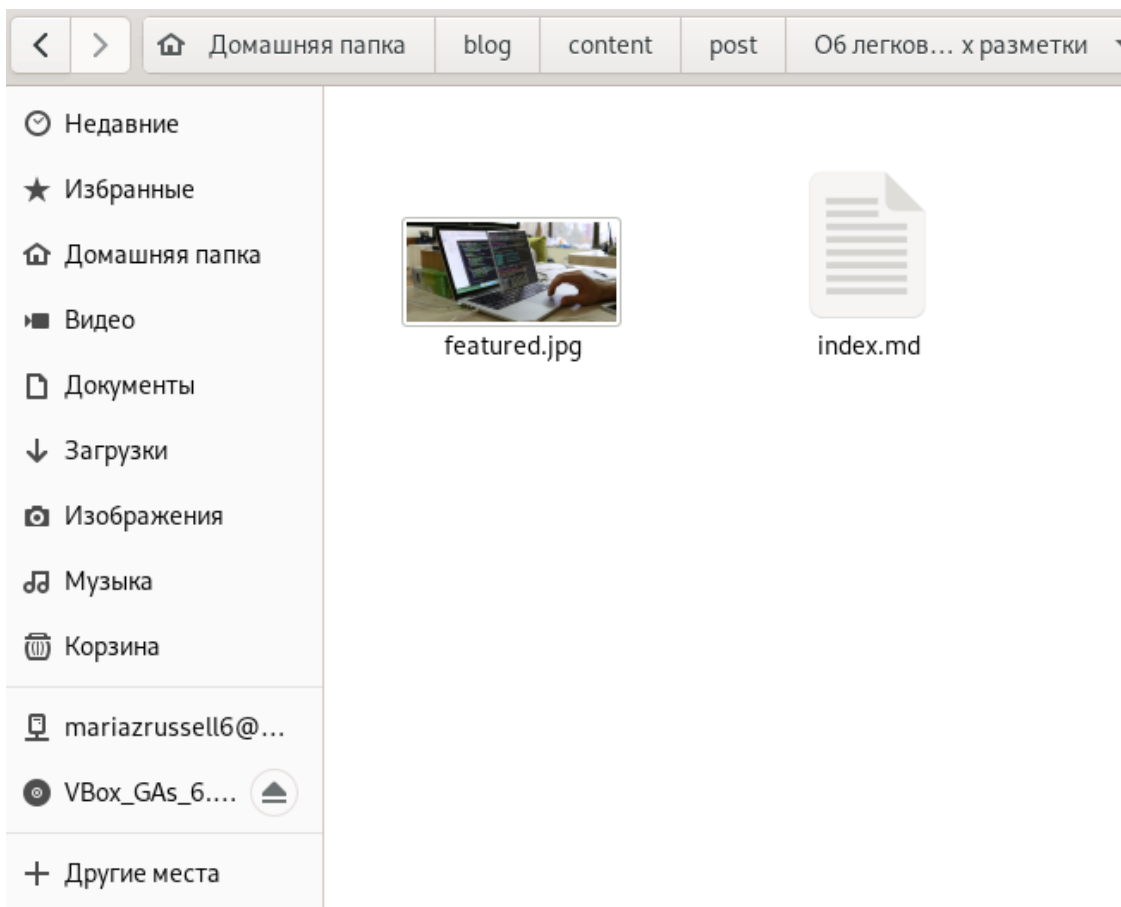 Домашняя папка blog content post Об легков... х разметки
Недавние
Избранные
Домашняя папка
Видео
Документы
Загрузки
Изображения
Музыка
Корзина
mariazrussell6@...
VBox_GAs_6....
Другие места
featured.jpg
index.md